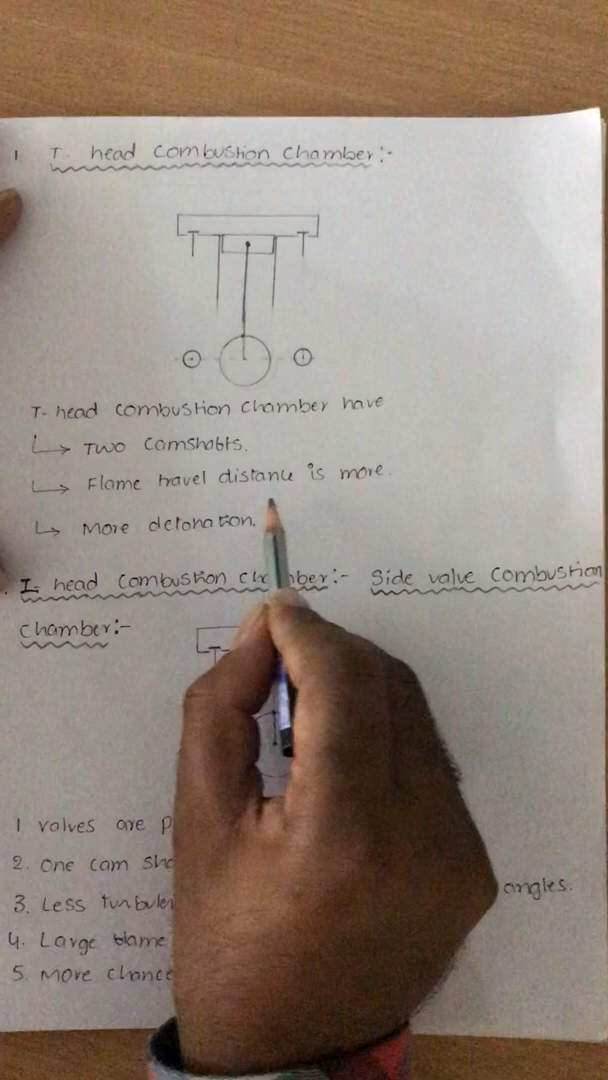 1. T- head combustion chamber:-
T- head combustion chamber have
Two camshafts.
Flame travel distance is more.
More detonation.
I- head combustion chamber:- Side valve combustion
chamber:-
1 valves are
2. One cam
angles.
3. Less
4. Large
5. More